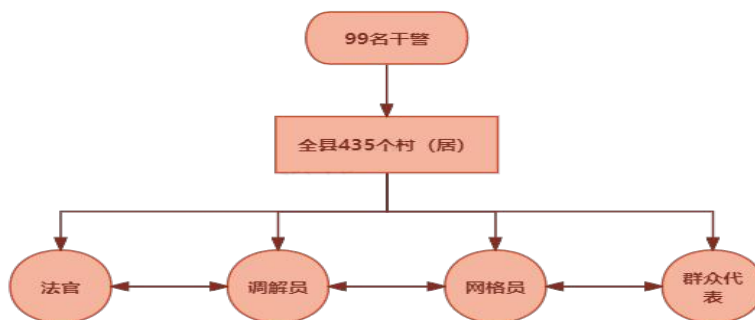 99名干警
全县435个村（居）
法官
调解员
网格员
群众代
表